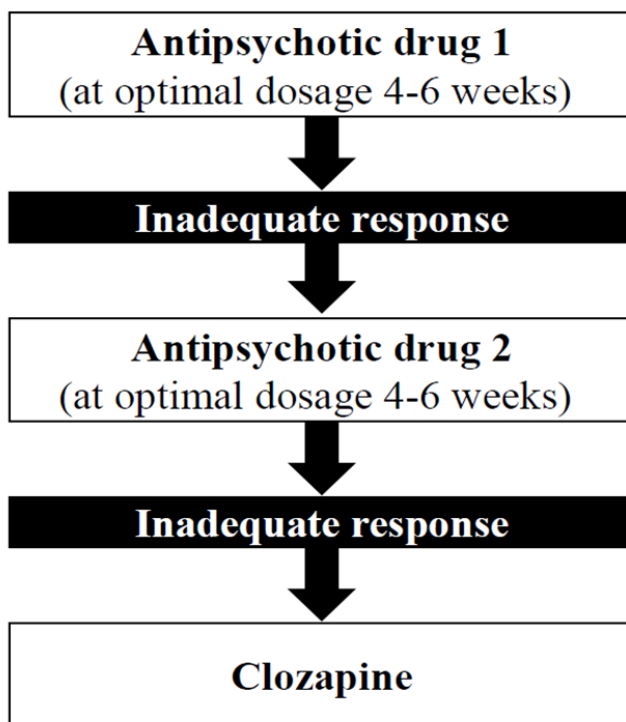 Antipsychotic drug 1
(at optimal dosage 4-6 weeks)
Inadequate response
Antipsychotic drug 2
(at optimal dosage 4-6 weeks)
Inadequate response
Clozapine